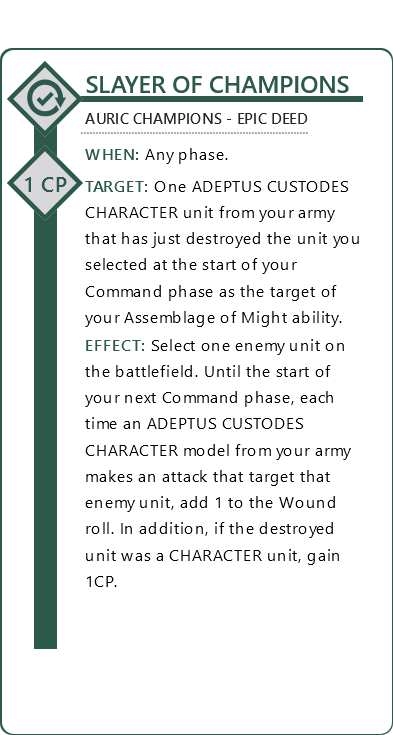 SLAYER OF CHAMPIONS
AURIC CHAMPIONS - EPIC DEED
WHEN: Any phase.
1 CP
TARGET: One ADEPTUS CUSTODES
CHARACTER unit from your army
that has just destroyed the unit you
selected at the start of your
Command phase as the target of
your Assemblage of Might ability.
EFFECT: Select one enemy unit on
the battlefield. Until the start of
your next Command phase, each
time an ADEPTUS CUSTODES
CHARACTER model from your army
makes an attack that target that
enemy unit, add 1 to the Wound
roll. In addition, if the destroyed
unit was a CHARACTER unit, gain
1CP.